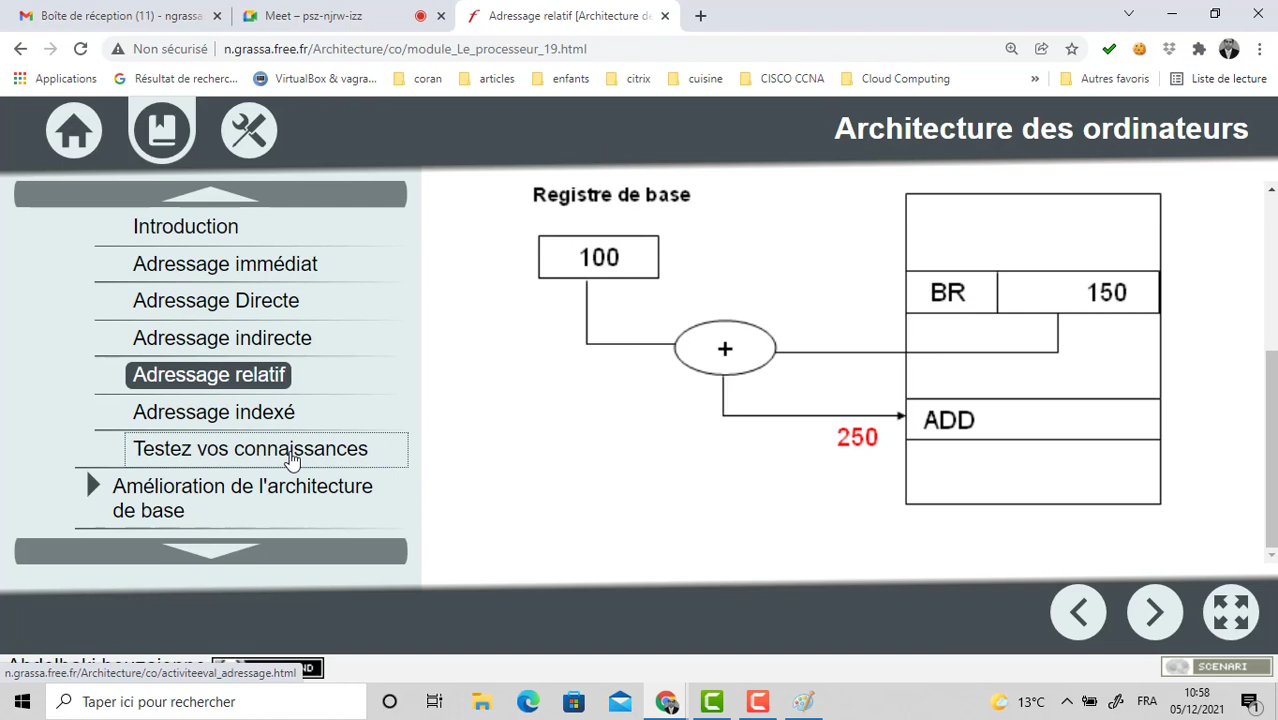 Boîte de réception (11) - ngrassa
Meet – psz-njrw-izz
Adressage relatif [Architecture de
Non sécurisé
n.grassa.free.fr/Architecture/co/module_Le_processeur_19.html
Applications
Résultat de recherc...
VirtualBox & vagra...
coran
articles
enfants
citrix
cuisine
CISCO CCNA
Cloud Computing
»
Autres favoris
Liste de lecture
Architecture des ordinateurs
Introduction
Adressage immédiat
Adressage Directe
Adressage indirecte
Adressage relatif
Adressage indexé
Testez vos connaissances
Amélioration de l'architecture
de base
Registre de base
100
BR 150
+
ADD
250
n.grassa.free.fr/Architecture/co/activiteeval_adressage.html
SCENARI
Taper ici pour rechercher
13°C
FRA
10:58
05/12/2021
1